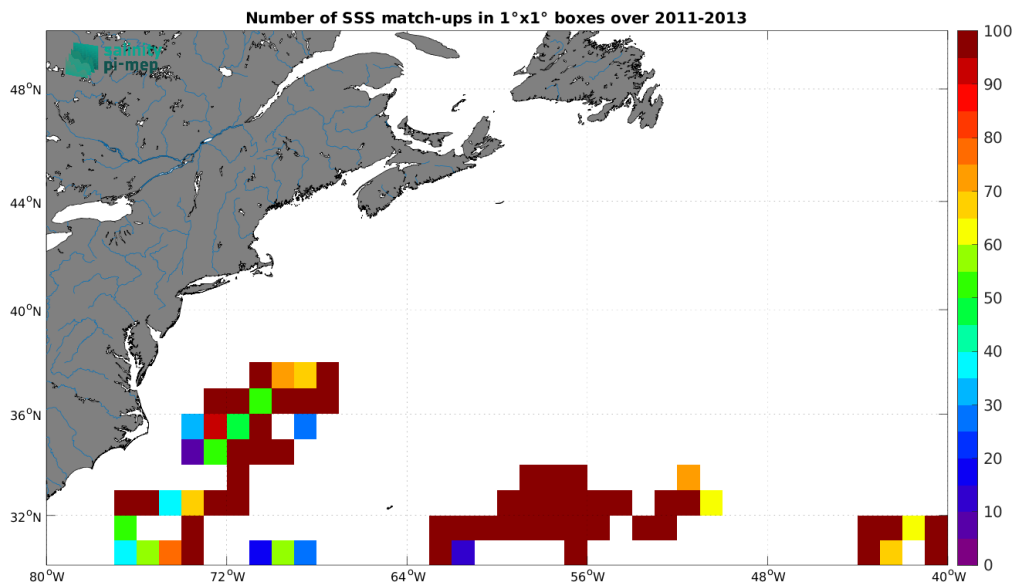 Number of SSS match-ups in 1°x1° boxes over 2011-2013
salinity
pi-mep
48°N
44°N
40°N
36°N
32°N
80°W
72°W
64°W
56°W
48°W
40°W
100
90
80
70
60
50
40
30
20
10
0